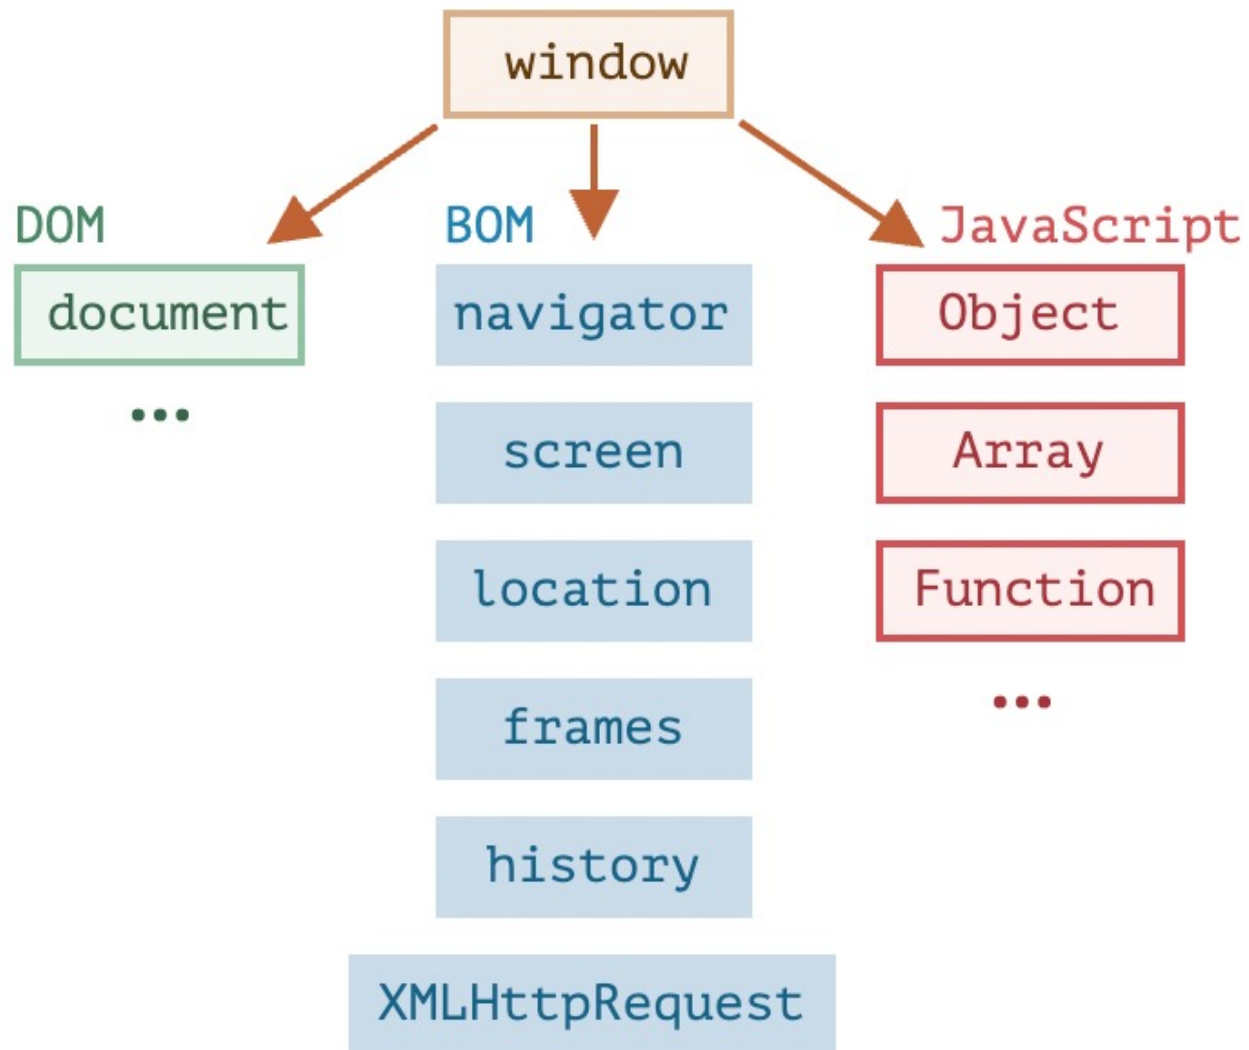 window
DOM
document
...
BOM
navigator
screen
location
frames
history
XMLHttpRequest
JavaScript
Object
Array
Function
...